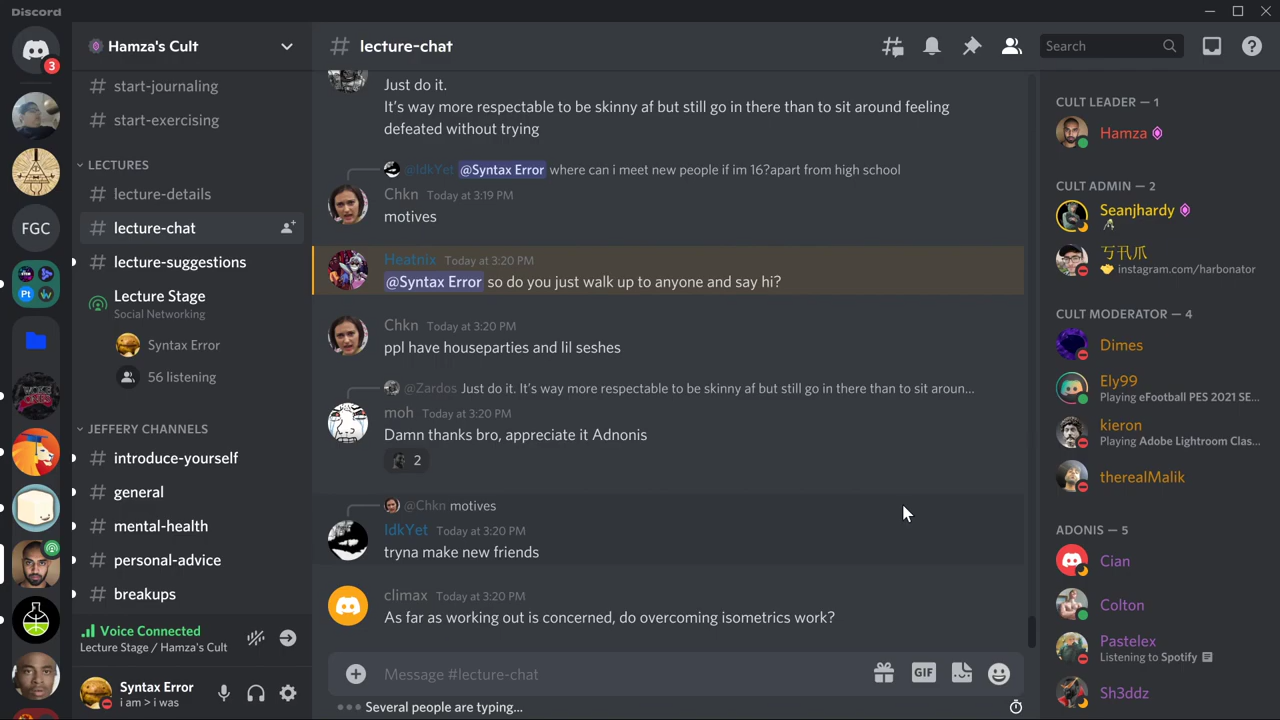 Discord
3
FGC
Hamza's Cult
# start-journaling
# start-exercising
LECTURES
# lecture-details
# lecture-chat
# lecture-suggestions
Lecture Stage
Social Networking
Syntax Error
56 listening
JEFFERY CHANNELS
# introduce-yourself
# general
# mental-health
# personal-advice
# breakups
Voice Connected
Lecture Stage / Hamza's Cult
Syntax Error
i am > i was
# lecture-chat
Search
Just do it.
It's way more respectable to be skinny af but still go in there than to sit around feeling
defeated without trying
@IdkYet @Syntax Error where can i meet new people if im 16?apart from high school
Chkn Today at 3:19 PM
motives
Heatnix Today at 3:20 PM
@Syntax Error so do you just walk up to anyone and say hi?
Chkn Today at 3:20 PM
ppl have houseparties and lil seshes
@Zardos Just do it. It's way more respectable to be skinny af but still go in there than to sit aroun...
moh Today at 3:20 PM
Damn thanks bro, appreciate it Adnonis
2
@Chkn motives
IdkYet Today at 3:20 PM
tryna make new friends
climax Today at 3:20 PM
As far as working out is concerned, do overcoming isometrics work?
Message #lecture-chat
GIF
Several people are typing...
CULT LEADER — 1
Hamza
CULT ADMIN — 2
Seanjhardy
instagram.com/harbonator
CULT MODERATOR — 4
Dimes
Ely99
Playing eFootball PES 2021 SE...
kieron
Playing Adobe Lightroom Clas...
therealMalik
ADONIS — 5
Cian
Colton
Pastelex
Listening to Spotify
Sh3ddz